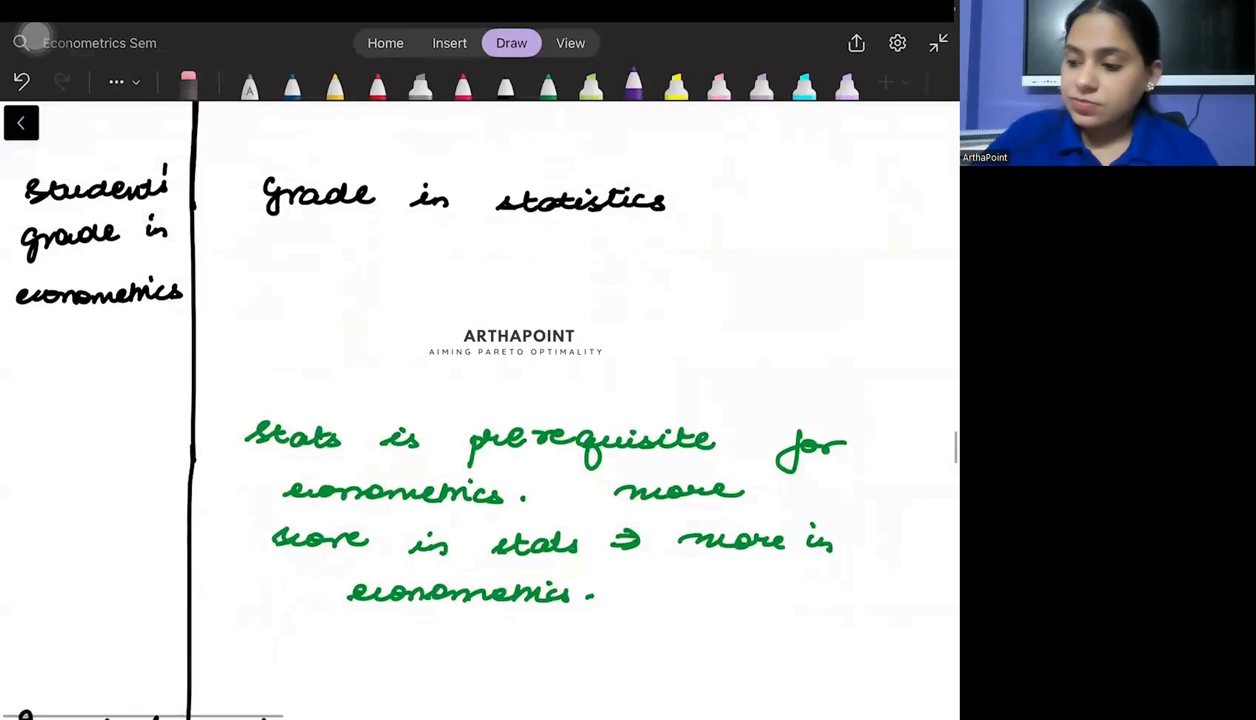 Econometrics Sem
Home Insert Draw View
A
ArthaPoint
Students'
grade in
econometrics
Grade in statistics
ARTHAPOINT
AIMING PARETO OPTIMALITY
Stats is prerequisite for
econometrics. more
score in stats ⇒ more in
econometrics.